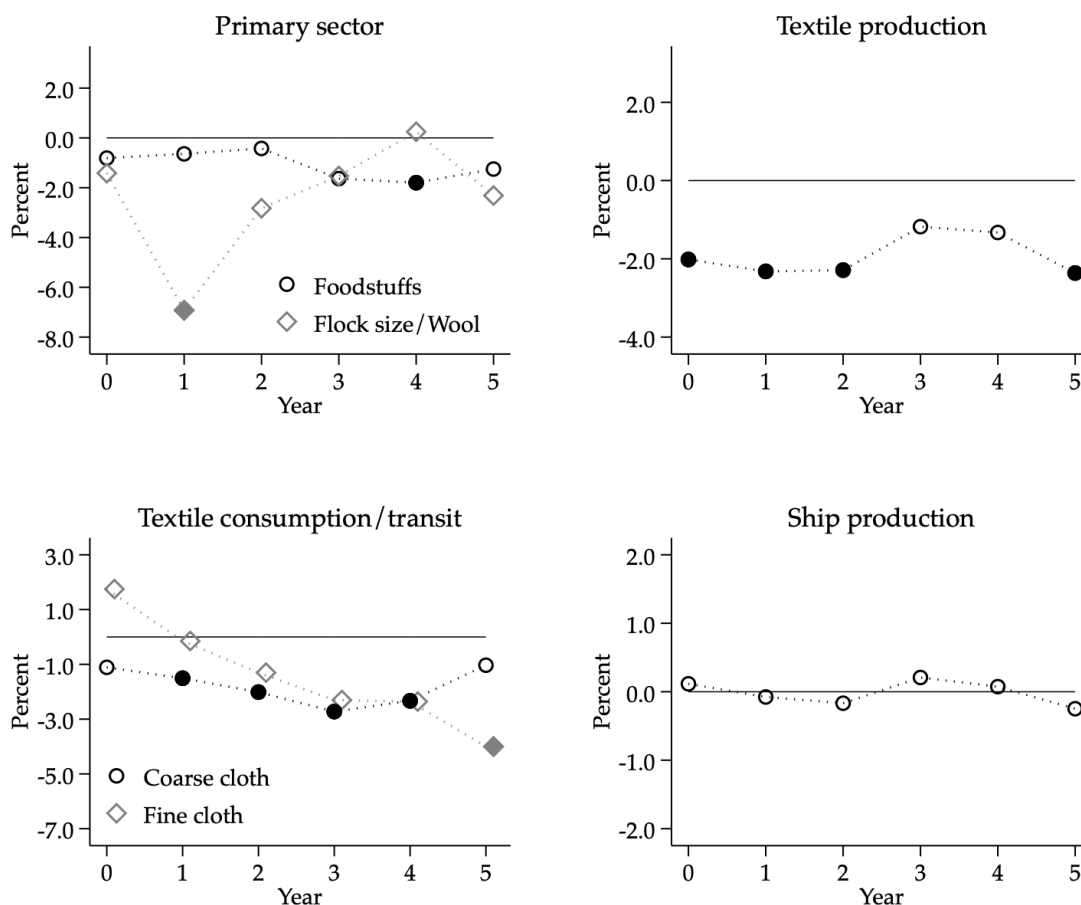 Primary sector
Percent
2.0
0.0
-2.0
-4.0
-6.0
-8.0
Foodstuffs
Flock size/Wool
0 1 2 3 4 5
Year
Textile production
Percent
2.0
0.0
-2.0
-4.0
0 1 2 3 4 5
Year
Textile consumption/transit
Percent
3.0
1.0
-1.0
-3.0
-5.0
-7.0
Coarse cloth
Fine cloth
0 1 2 3 4 5
Year
Ship production
Percent
2.0
1.0
0.0
-1.0
-2.0
0 1 2 3 4 5
Year